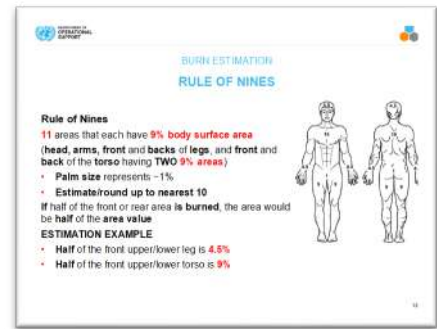 DEPARTMENT OF
OPERATIONAL
SUPPORT
BURN ESTIMATION
RULE OF NINES
Rule of Nines
11 areas that each have 9% body surface area
(head, arms, front and backs of legs, and front and
back of the torso having TWO 9% areas)
• Palm size represents ~1%
• Estimate/round up to nearest 10
If half of the front or rear area is burned, the area would
be half of the area value
ESTIMATION EXAMPLE
• Half of the front upper/lower leg is 4.5%
• Half of the front upper/lower torso is 9%